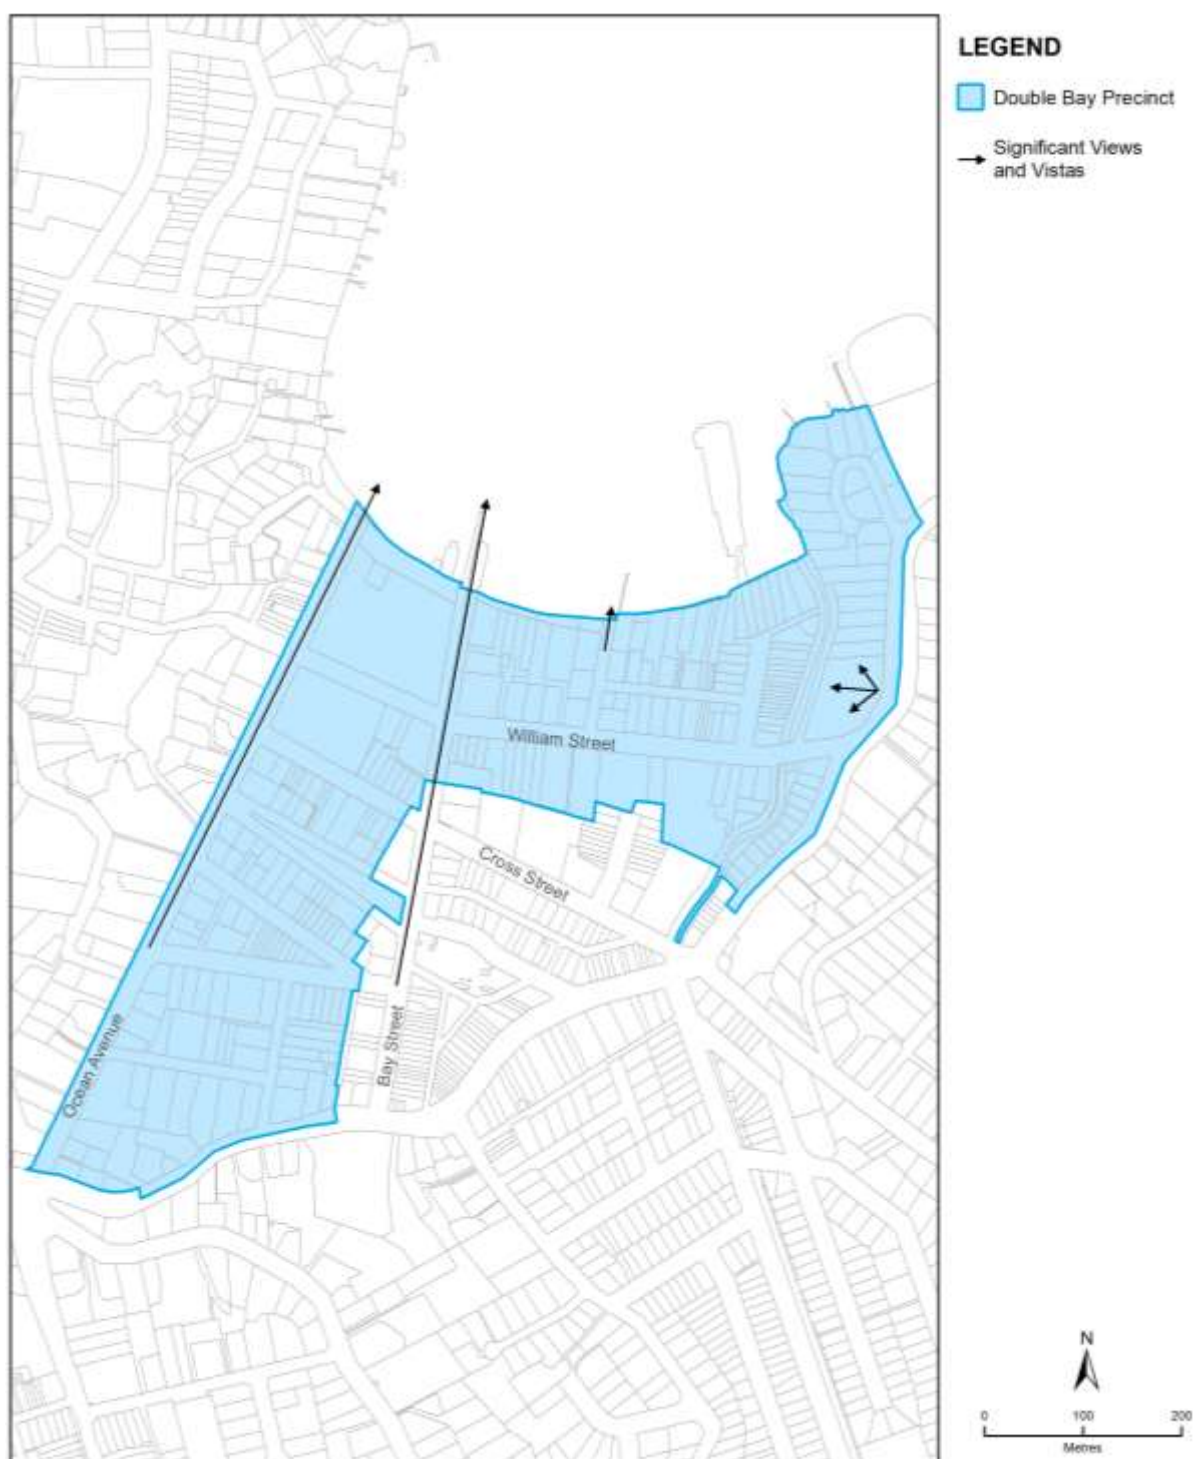 LEGEND
Double Bay Precinct
Significant Views
and Vistas
William Street
Cross Street
Ocean Avenue
Bay Street
N
0 100 200
Metres